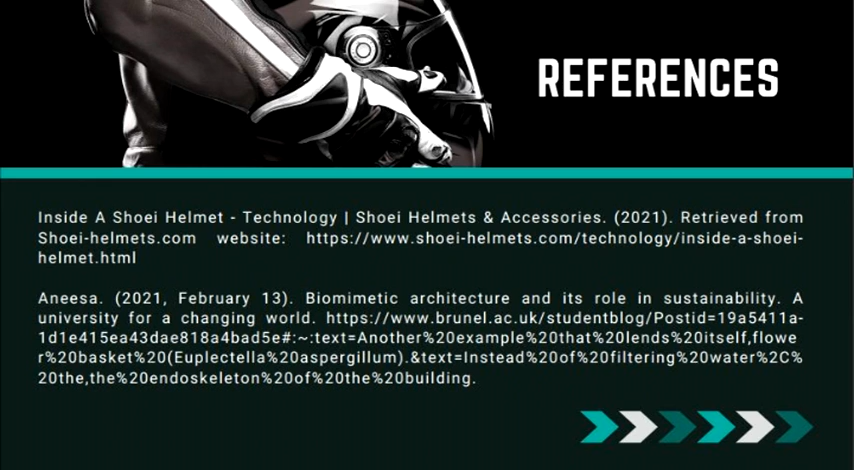 REFERENCES
Inside A Shoei Helmet - Technology | Shoei Helmets & Accessories. (2021). Retrieved from
Shoei-helmets.com website: https://www.shoei-helmets.com/technology/inside-a-shoei-
helmet.html
Aneesa. (2021, February 13). Biomimetic architecture and its role in sustainability. A
university for a changing world. https://www.brunel.ac.uk/studentblog/Postid=19a5411a-
1d1e415ea43dae818a4bad5e#:~:text=Another%20example%20that%20lends%20itself,flowe
r%20basket%20(Euplectella%20aspergillum).&text=Instead%20of%20filtering%20water%2C%
20the,the%20endoskeleton%20of%20the%20building.